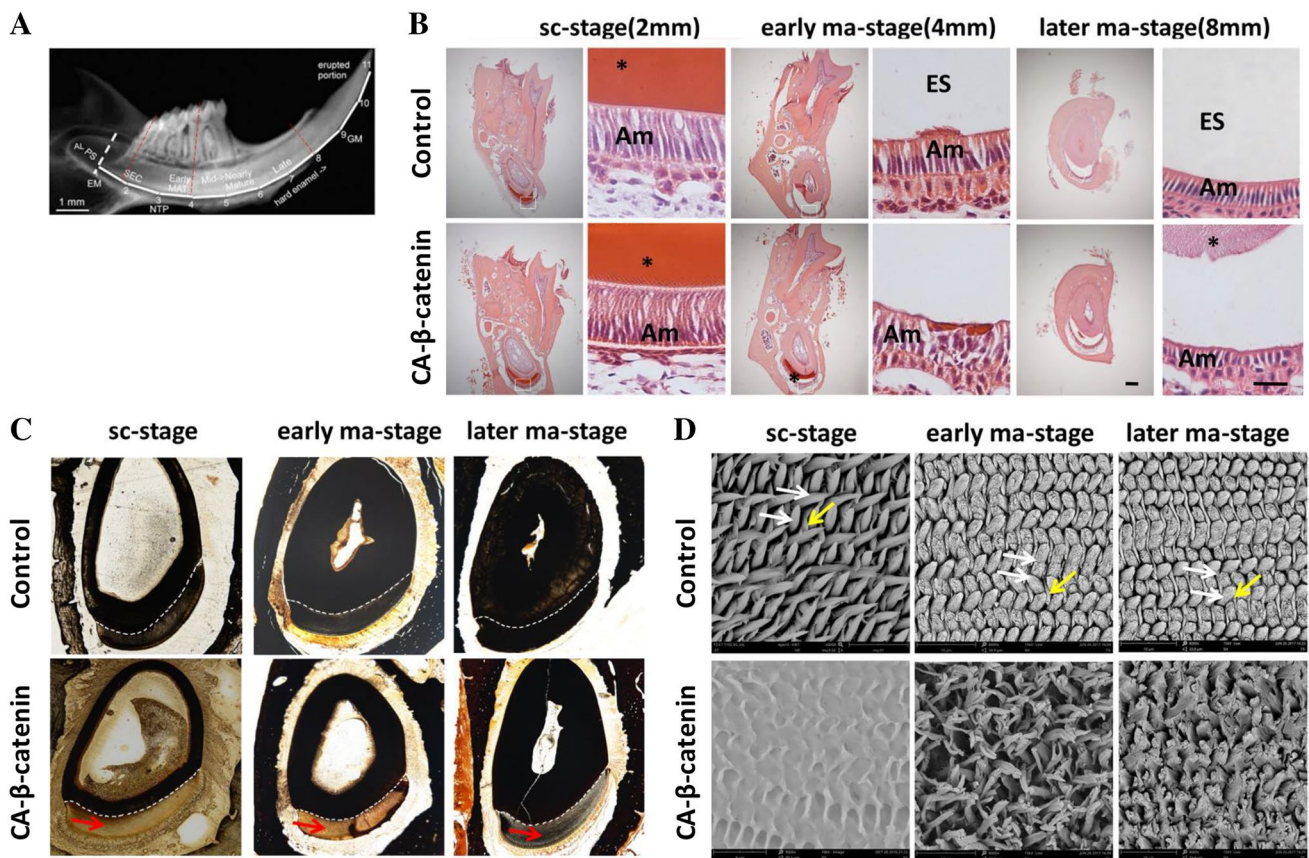 A
erupted
portion
11
10
9
GM
8
AL
PS
EM
SEC
2
3
NTP
Early
MAT
4
Mid->Nearly
Mature
5
6
Late
7
hard enamel ->
1 mm
B
sc-stage(2mm) early ma-stage(4mm) later ma-stage(8mm)
Control
*
Am
ES
Am
ES
Am
CA-β-catenin
*
Am
*
Am
*
Am
C
sc-stage early ma-stage later ma-stage
Control
CA-β-catenin
D
sc-stage early ma-stage later ma-stage
Control
CA-β-catenin